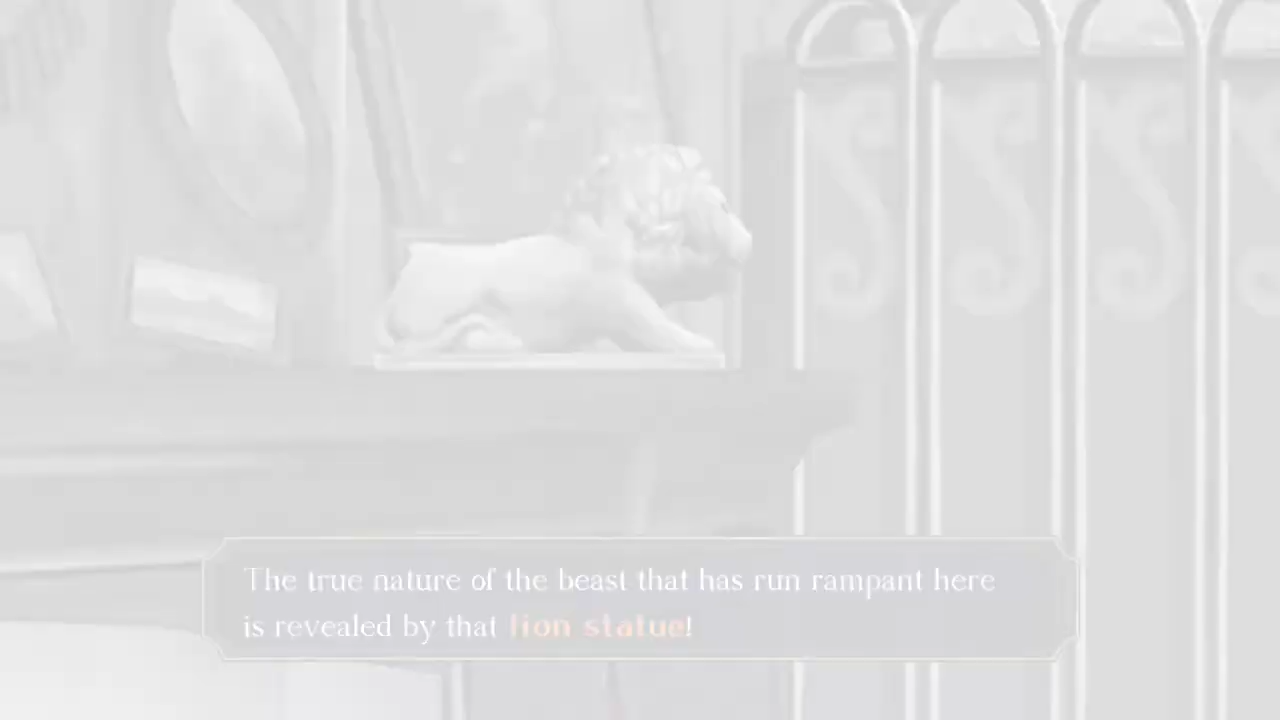 The true nature of the beast that has run rampant here
is revealed by that lion statue!